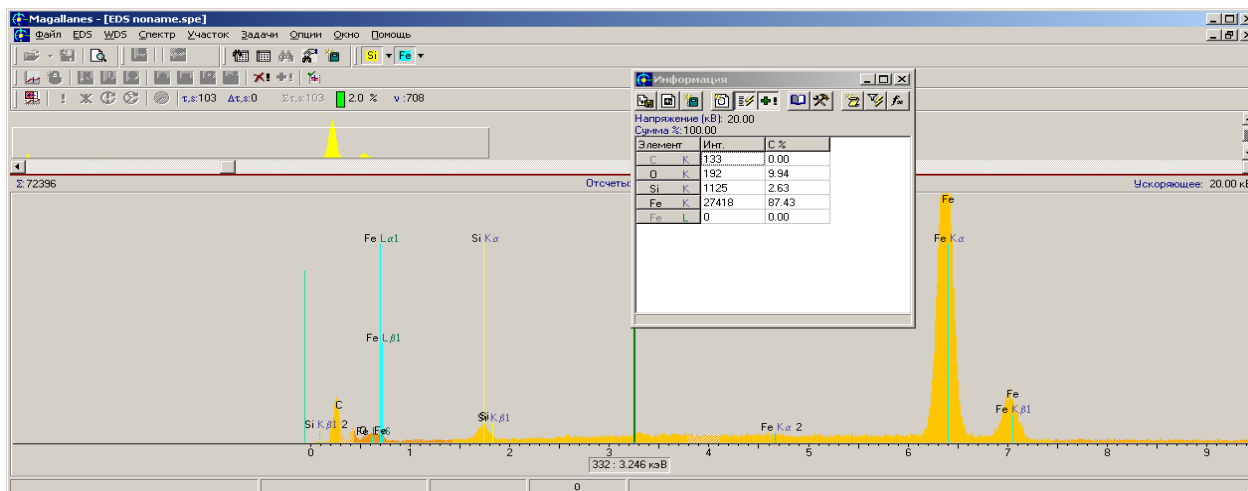 Magallanes - [EDS noname.spe]
Файл EDS WDS Спектр Участок Задачи Опции Окно Помощь
Si Fe
τ,s:103 Δτ,s:0 Στ,s:103 2.0 % ν :708
Информация
Напряжение (кВ): 20.00
Сумма %:100.00
Элемент Инт. C %
C K 133 0.00
O K 192 9.94
Si K 1125 2.63
Fe K 27418 87.43
Fe L 0 0.00
Σ:72396 Отсчеты: Ускоряющее: 20.00 кВ
Fe
Fe Lα1 Si Kα Fe Kα
Fe Lβ1
Fe
C
Fe Kβ1
Si Si Kβ1
Si Kβ1 2 Fe Kα 2
0 1 2 3 4 5 6 7 8 9
332 : 3.246 кэВ
0